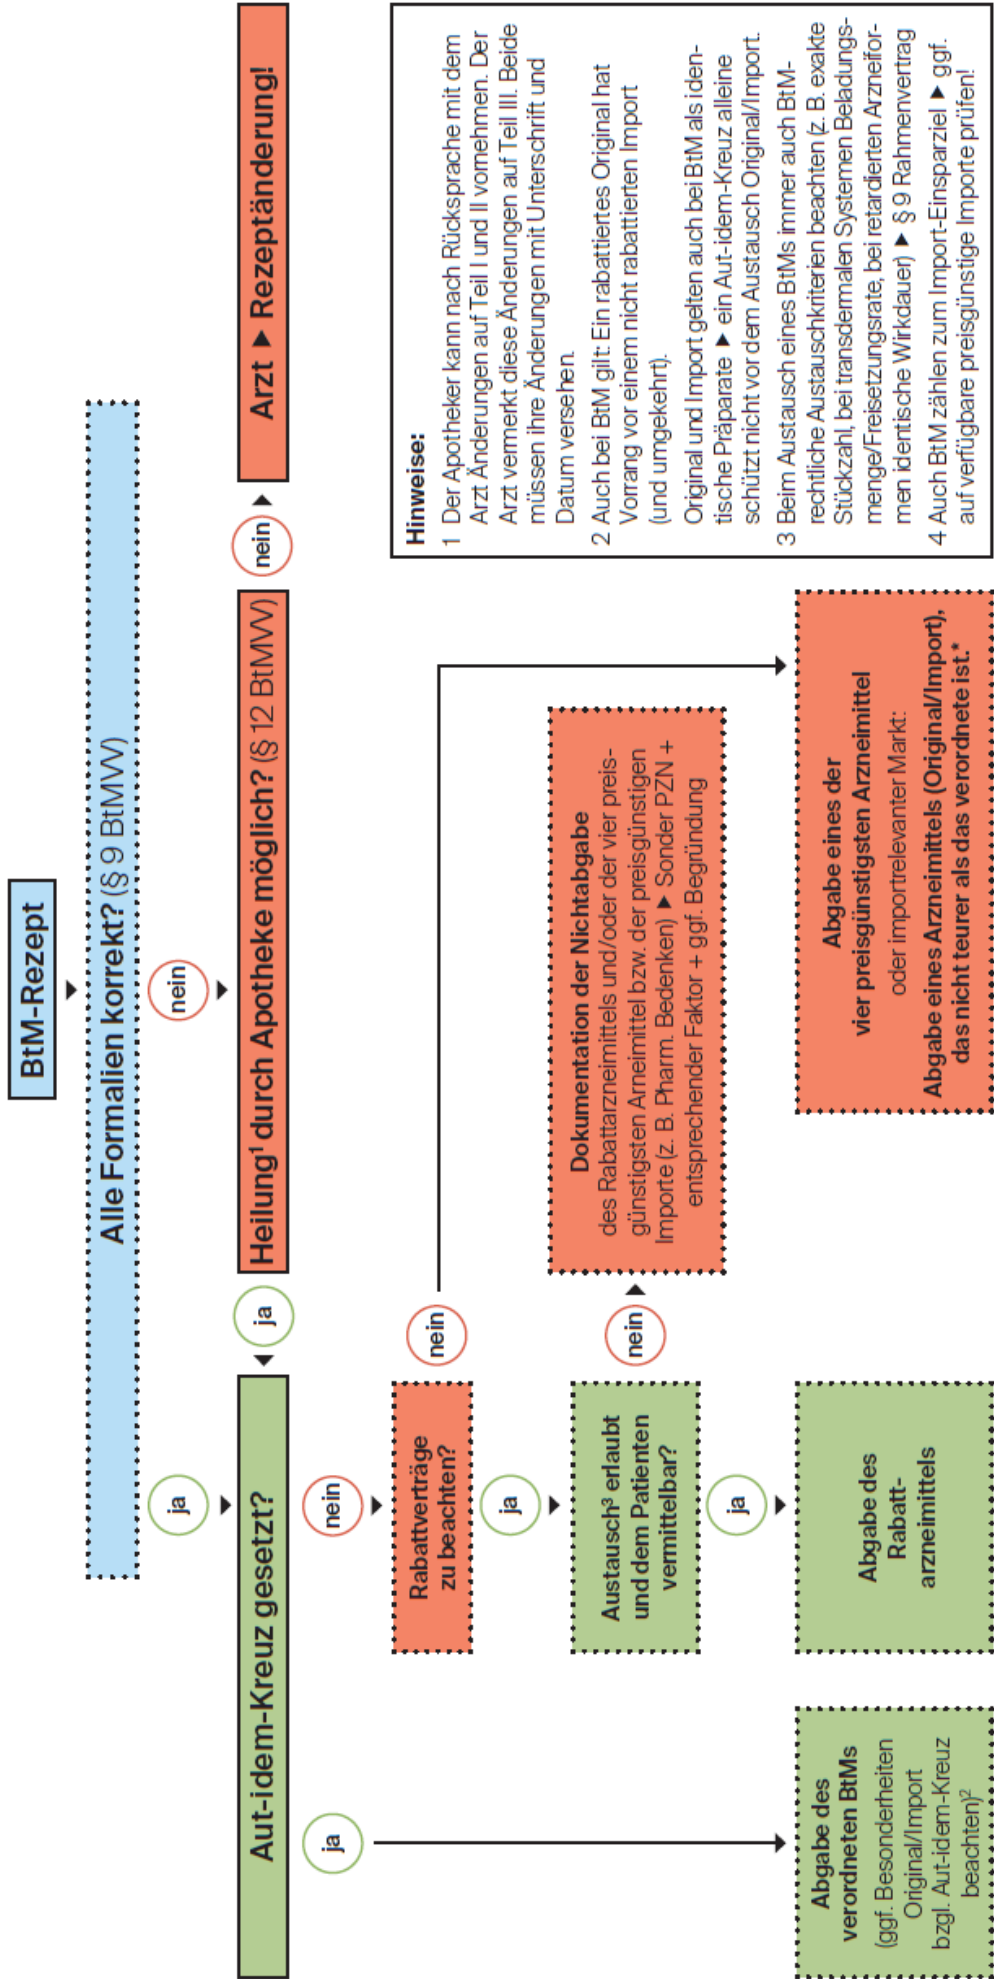 BtM-Rezept
Alle Formalien korrekt? (§ 9 BtMVV)
ja
nein
Aut-idem-Kreuz gesetzt?
ja
Heilung¹ durch Apotheke möglich? (§ 12 BtMVV)
nein
Arzt ▶ Rezeptänderung!
ja
nein
Rabattverträge
zu beachten?
nein
ja
Austausch³ erlaubt
und dem Patienten
vermittelbar?
nein
Dokumentation der Nichtabgabe
des Rabattarzneimittels und/oder der vier preis-
günstigsten Arneimittel bzw. der preisgünstigen
Importe (z. B. Pharm. Bedenken) ▶ Sonder PZN +
entsprechender Faktor + ggf. Begründung
ja
Abgabe des
verordneten BtMs
(ggf. Besonderheiten
Original/Import
bzgl. Aut-idem-Kreuz
beachten)²
Abgabe des
Rabatt-
arzneimittels
Abgabe eines der
vier preisgünstigsten Arzneimittel
oder importrelevanter Markt:
Abgabe eines Arzneimittels (Original/Import),
das nicht teurer als das verordnete ist.*
Hinweise:
1 Der Apotheker kann nach Rücksprache mit dem
Arzt Änderungen auf Teil I und II vornehmen. Der
Arzt vermerkt diese Änderungen auf Teil III. Beide
müssen ihre Änderungen mit Unterschrift und
Datum versehen.
2 Auch bei BtM gilt: Ein rabattiertes Original hat
Vorrang vor einem nicht rabattierten Import
(und umgekehrt).
Original und Import gelten auch bei BtM als iden-
tische Präparate ▶ ein Aut-idem-Kreuz alleine
schützt nicht vor dem Austausch Original/Import.
3 Beim Austausch eines BtMs immer auch BtM-
rechtliche Austauschkriterien beachten (z. B. exakte
Stückzahl, bei transdermalen Systemen Beladungs-
menge/Freisetzungsrate, bei retardierten Arzneifor-
men identische Wirkdauer) ▶ § 9 Rahmenvertrag
4 Auch BtM zählen zum Import-Einsparziel ▶ ggf.
auf verfügbare preisgünstige Importe prüfen!